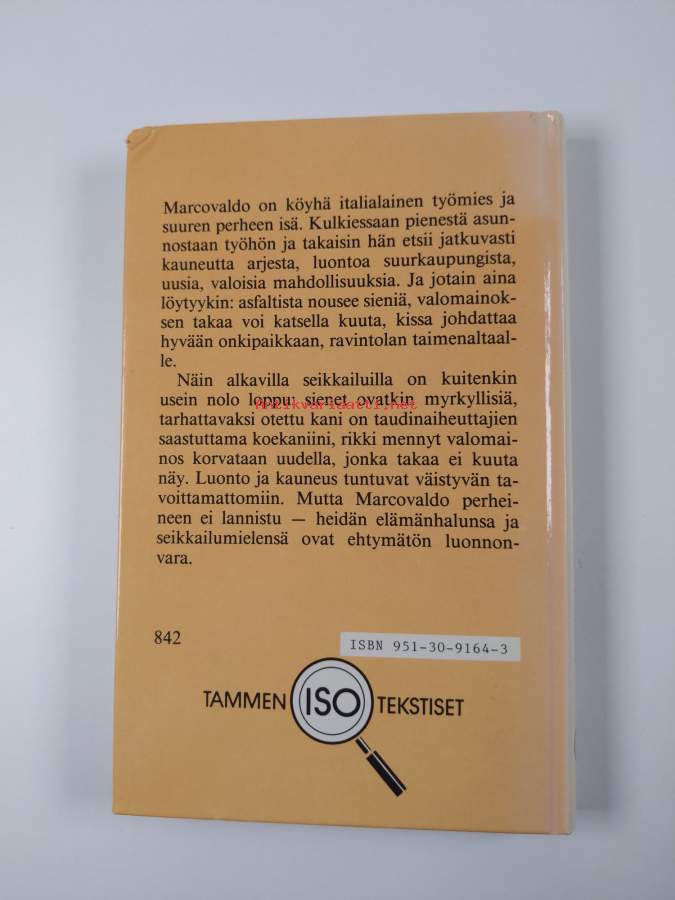 Marcovaldo on köyhä italialainen työmies ja
suuren perheen isä. Kulkiessaan pienestä asun-
nostaan työhön ja takaisin hän etsii jatkuvasti
kauneutta arjesta, luontoa suurkaupungista,
uusia, valoisia mahdollisuuksia. Ja jotain aina
löytyykin: asfaltista nousee sieniä, valomainok-
sen takaa voi katsella kuuta, kissa johdattaa
hyvään onkipaikkaan, ravintolan taimenaltaal-
le.
Näin alkavilla seikkailuilla on kuitenkin
usein nolo loppu: sienet ovatkin myrkyllisiä,
Antikvariaatti.net
tarhattavaksi otettu kani on taudinaiheuttajien
saastuttama koekaniini, rikki mennyt valomai-
nos korvataan uudella, jonka takaa ei kuuta
näy. Luonto ja kauneus tuntuvat väistyvän ta-
voittamattomiin. Mutta Marcovaldo perhei-
neen ei lannistu — heidän elämänhalunsa ja
seikkailumielensä ovat ehtymätön luonnon-
vara.
842
ISBN 951-30-9164-3
TAMMEN ISO TEKSTISET